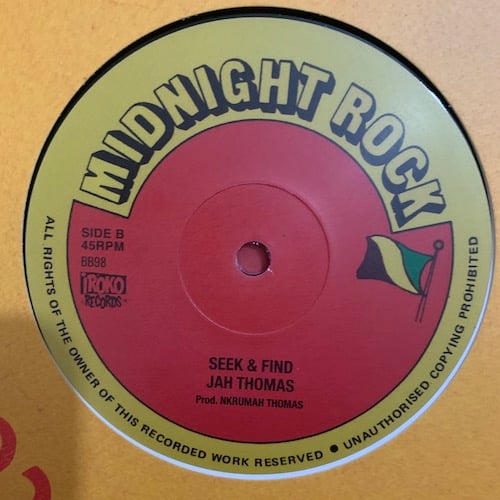 MIDNIGHT ROCK
SIDE B
45RPM
BB98
IROKO
RECORDS
SEEK & FIND
JAH THOMAS
Prod. NKRUMAH THOMAS
ALL RIGHTS OF THE OWNER OF THIS RECORDED WORK RESERVED ● UNAUTHORISED COPYING PROHIBITED